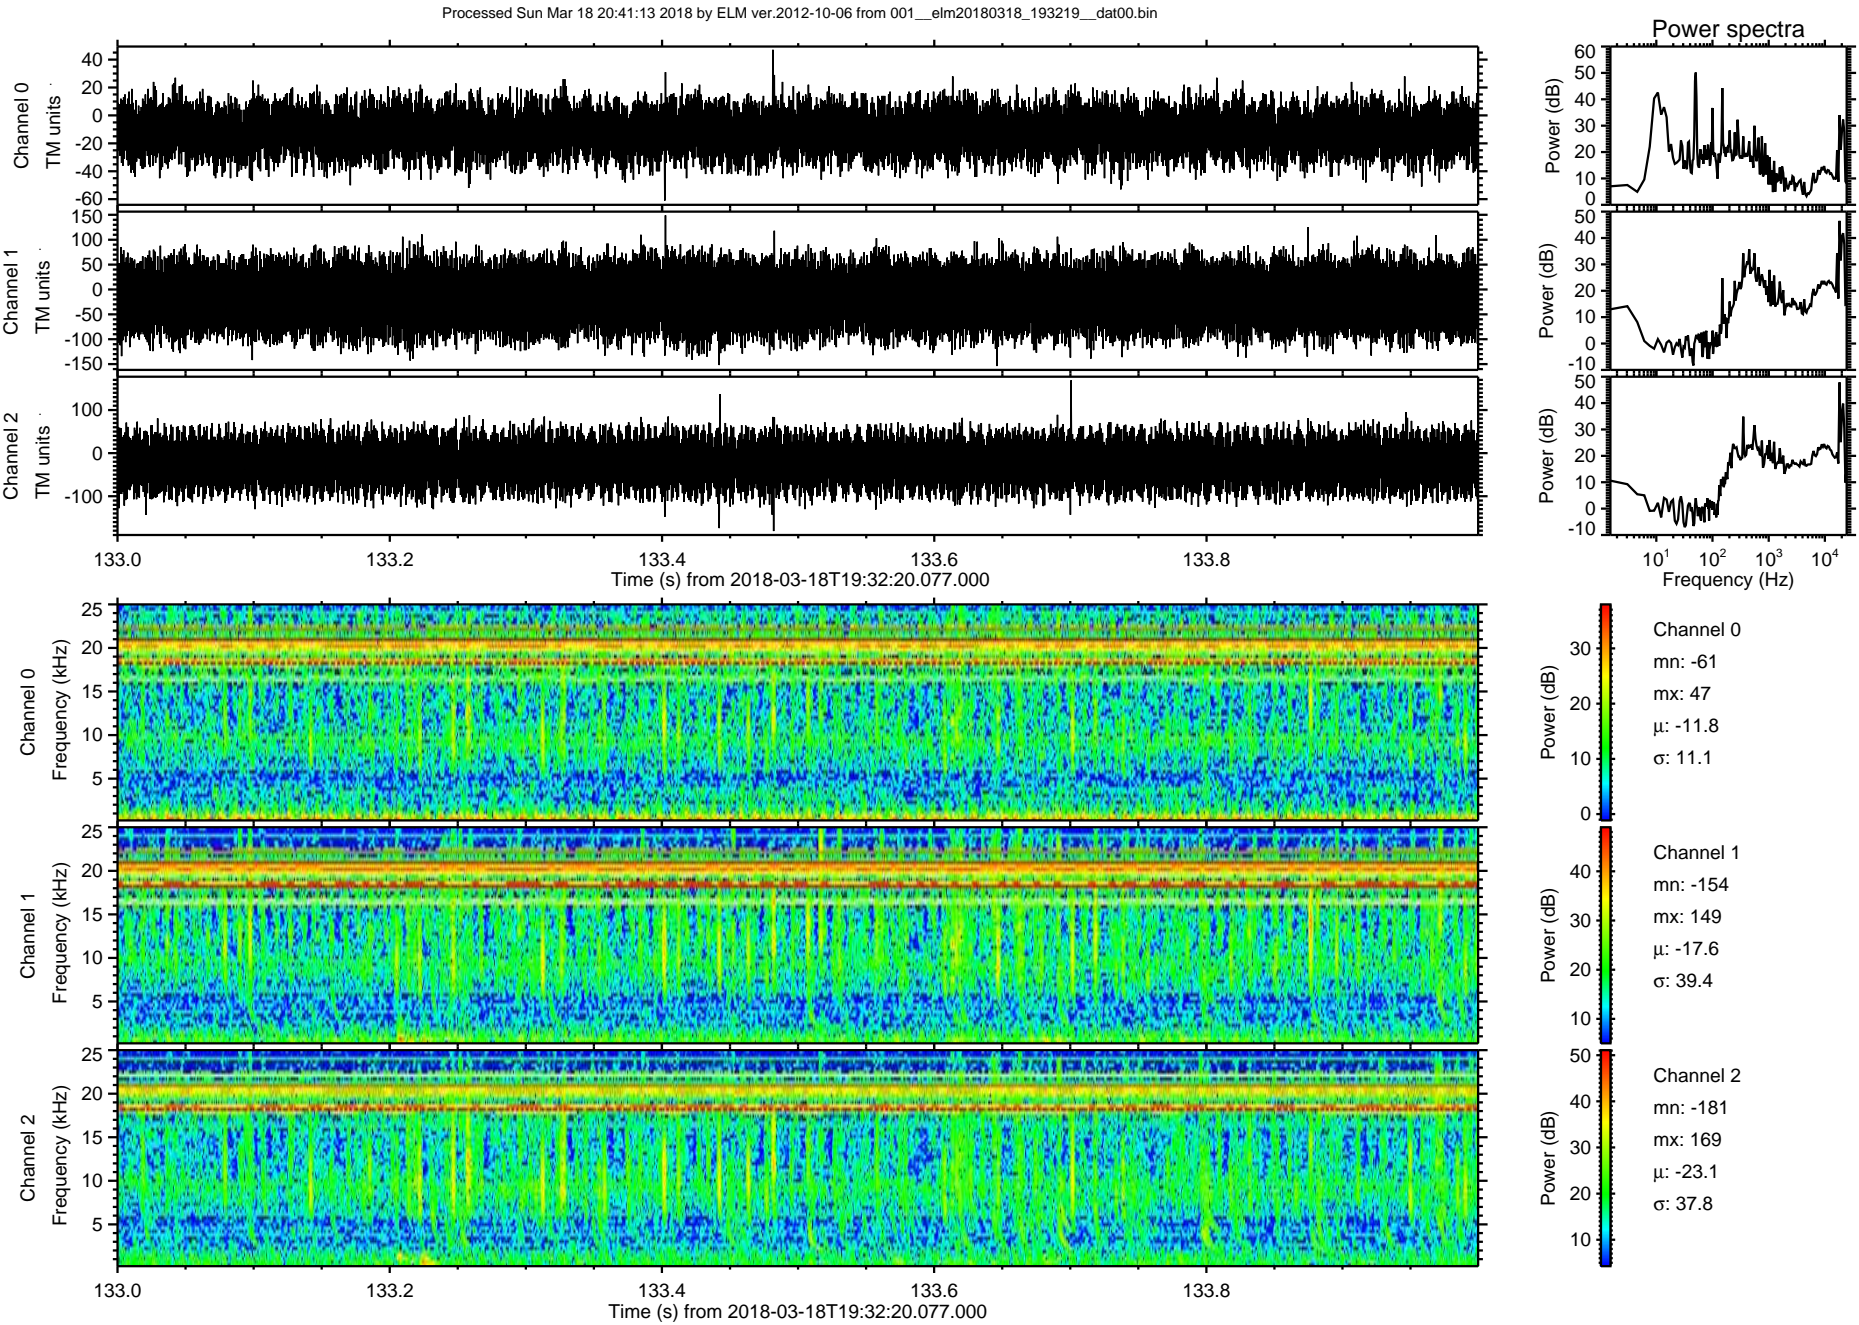 Processed Sun Mar 18 20:41:13 2018 by ELM ver.2012-10-06 from 001__elm20180318_193219__dat00.bin
Power spectra
Channel 0
TM units
40
20
0
-20
-40
-60
Power (dB)
60
50
40
30
20
10
0
Channel 1
TM units
150
100
50
0
-50
-100
-150
Power (dB)
50
40
30
20
10
0
-10
Channel 2
TM units
100
0
-100
Power (dB)
50
40
30
20
10
0
-10
133.0 133.2 133.4 133.6 133.8
Time (s) from 2018-03-18T19:32:20.077.000
10^1 10^2 10^3 10^4
Frequency (Hz)
Channel 0
Frequency (kHz)
25
20
15
10
5
Power (dB)
30
20
10
0
Channel 0
mn: -61
mx: 47
μ: -11.8
σ: 11.1
Channel 1
Frequency (kHz)
25
20
15
10
5
Power (dB)
40
30
20
10
Channel 1
mn: -154
mx: 149
μ: -17.6
σ: 39.4
Channel 2
Frequency (kHz)
25
20
15
10
5
Power (dB)
50
40
30
20
10
Channel 2
mn: -181
mx: 169
μ: -23.1
σ: 37.8
133.0 133.2 133.4 133.6 133.8
Time (s) from 2018-03-18T19:32:20.077.000